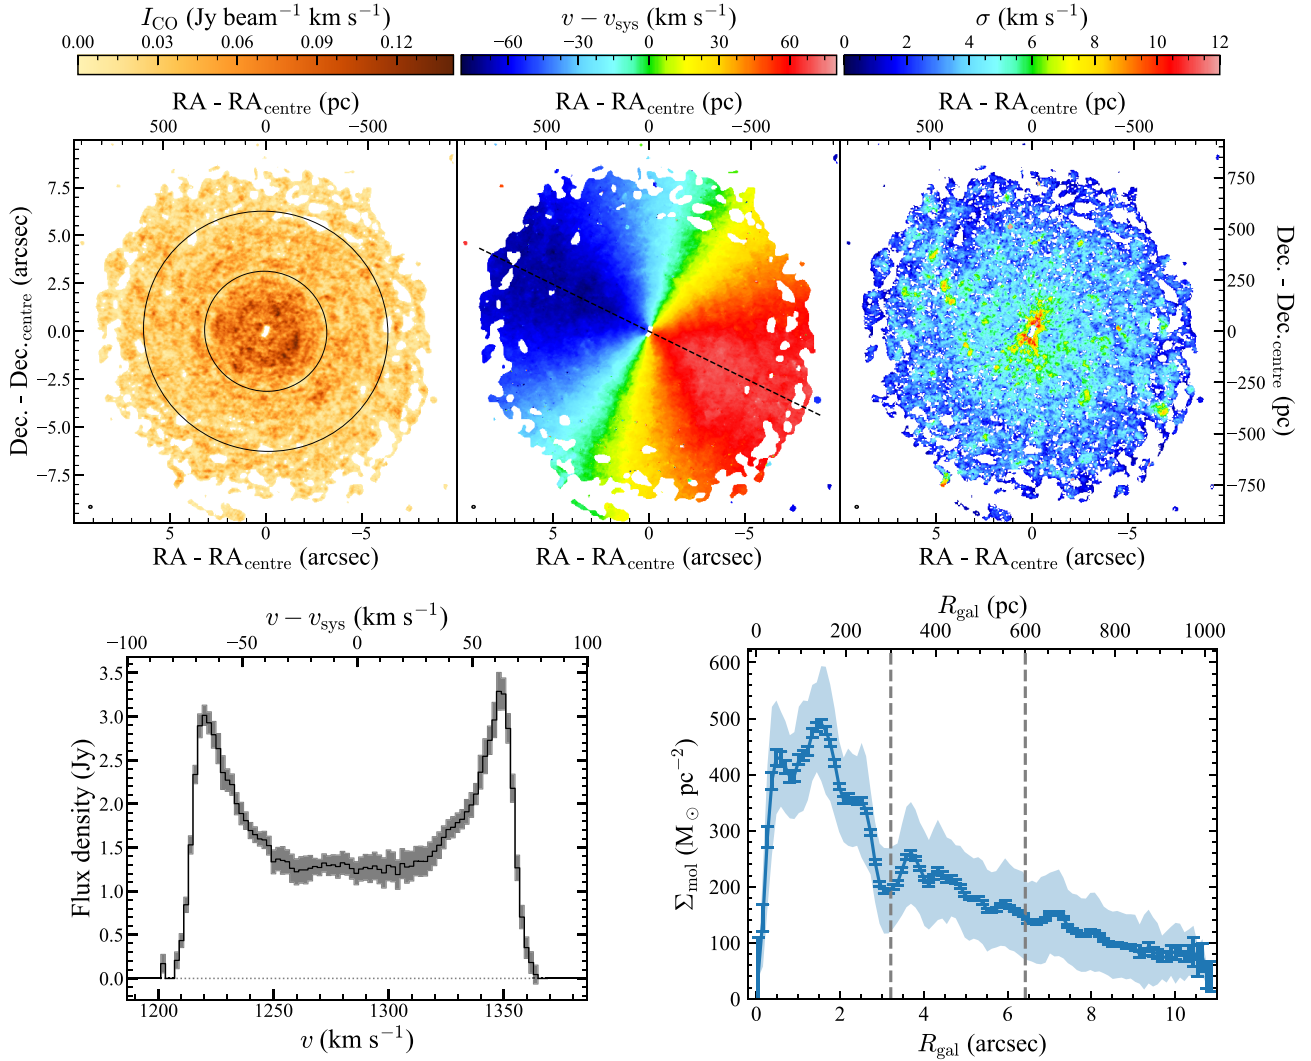 I_CO (Jy beam⁻¹ km s⁻¹) v − v_sys (km s⁻¹) σ (km s⁻¹)
0.00 0.03 0.06 0.09 0.12 −60 −30 0 30 60 0 2 4 6 8 10 12
RA - RA_centre (pc) RA - RA_centre (pc) RA - RA_centre (pc)
500 0 −500 500 0 −500 500 0 −500
Dec. - Dec._centre (arcsec)
7.5
5.0
2.5
0.0
−2.5
−5.0
−7.5
750
500
250
0
−250
−500
−750
Dec. - Dec._centre (pc)
5 0 −5 5 0 −5 5 0 −5
RA - RA_centre (arcsec) RA - RA_centre (arcsec) RA - RA_centre (arcsec)
v − v_sys (km s⁻¹)
−100 −50 0 50 100
Flux density (Jy)
3.5
3.0
2.5
2.0
1.5
1.0
0.5
0.0
1200 1250 1300 1350
v (km s⁻¹)
R_gal (pc)
0 200 400 600 800 1000
Σ_mol (M☉ pc⁻²)
600
500
400
300
200
100
0
0 2 4 6 8 10
R_gal (arcsec)